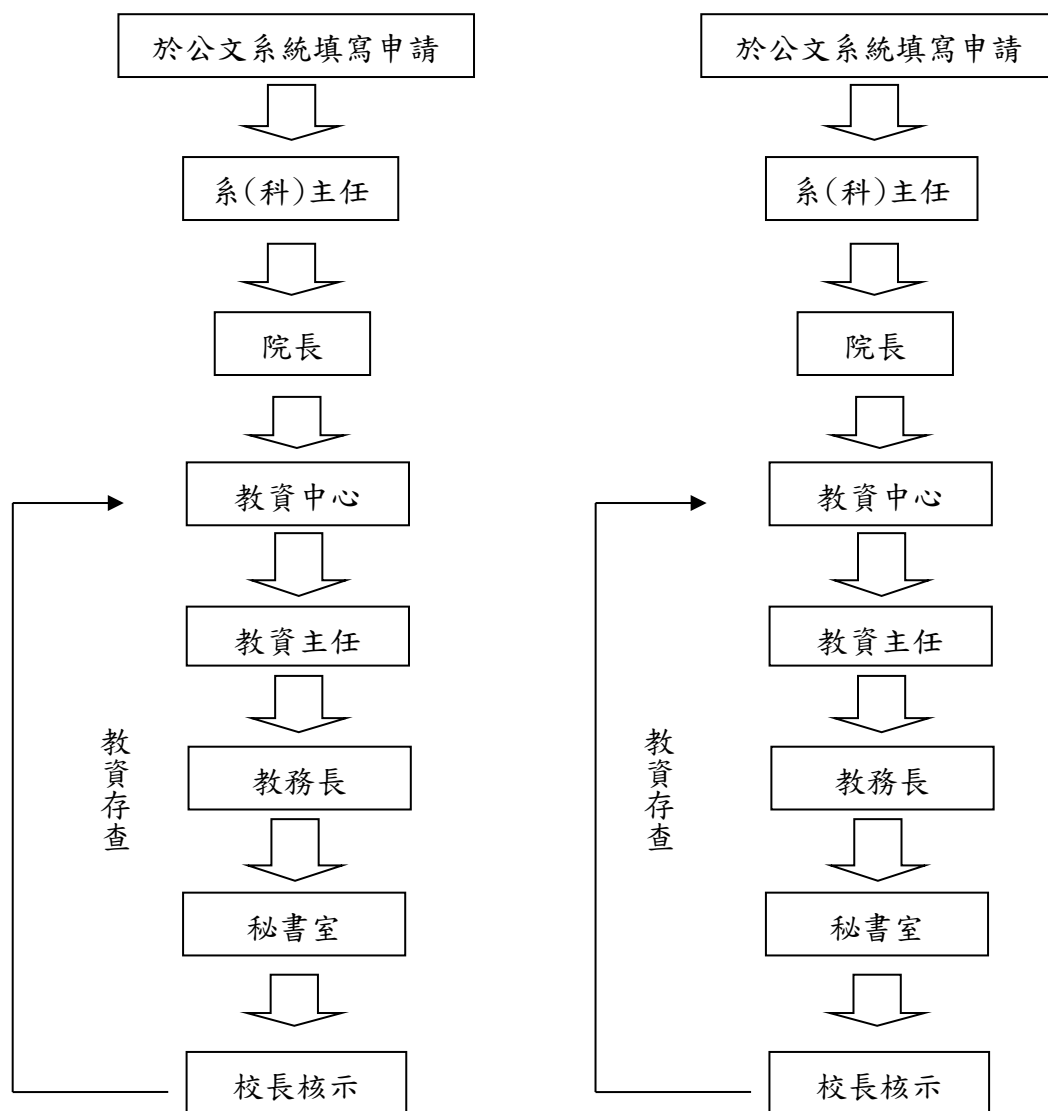 於公文系統填寫申請
系(科)主任
院長
教資中心
教資主任
教務長
秘書室
校長核示
教資存查
於公文系統填寫申請
系(科)主任
院長
教資中心
教資主任
教務長
秘書室
校長核示
教資存查